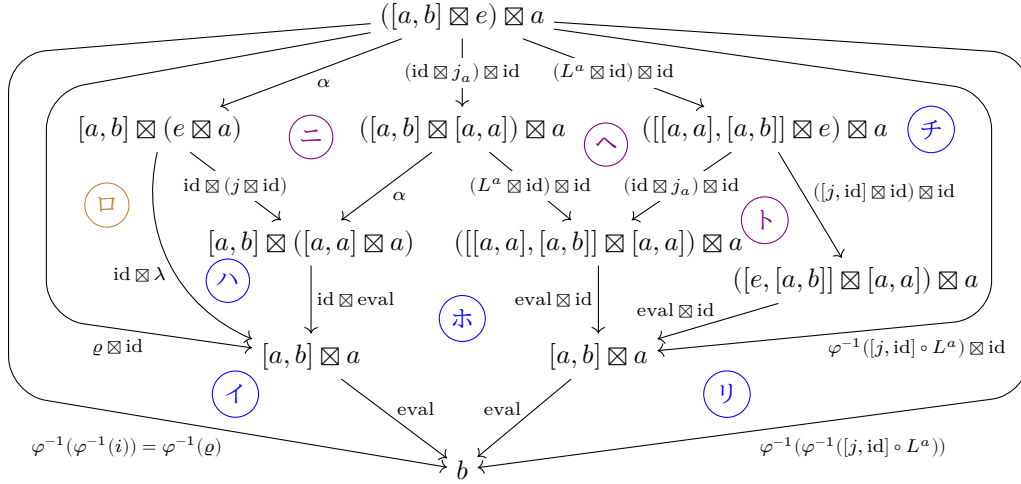 ([a, b] ⊠ e) ⊠ a
α
(id ⊠ j_a) ⊠ id
(L^a ⊠ id) ⊠ id
[a, b] ⊠ (e ⊠ a)
ニ
([a, b] ⊠ [a, a]) ⊠ a
ヘ
([[a, a], [a, b]] ⊠ e) ⊠ a
チ
ロ
id ⊠ (j ⊠ id)
α
(L^a ⊠ id) ⊠ id
(id ⊠ j_a) ⊠ id
([j, id] ⊠ id) ⊠ id
ト
[a, b] ⊠ ([a, a] ⊠ a)
([[a, a], [a, b]] ⊠ [a, a]) ⊠ a
id ⊠ λ
ハ
([e, [a, b]] ⊠ [a, a]) ⊠ a
id ⊠ eval
ホ
eval ⊠ id
eval ⊠ id
ϱ ⊠ id
[a, b] ⊠ a
[a, b] ⊠ a
φ^{-1}([j, id] ∘ L^a) ⊠ id
イ
eval
eval
リ
φ^{-1}(φ^{-1}(i)) = φ^{-1}(ϱ)
φ^{-1}(φ^{-1}([j, id] ∘ L^a))
b